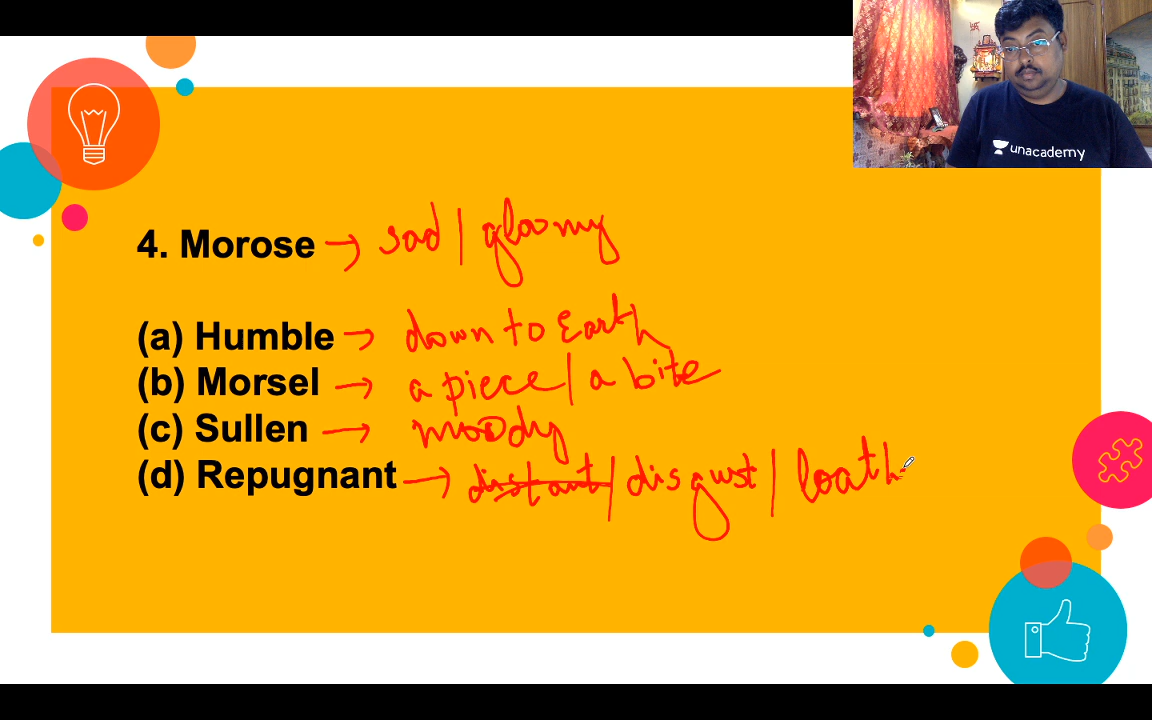 unacademy
4. Morose → sad / gloomy
(a) Humble → down to Earth
(b) Morsel → a piece / a bite
(c) Sullen → moody
(d) Repugnant → distant / disgust / loath